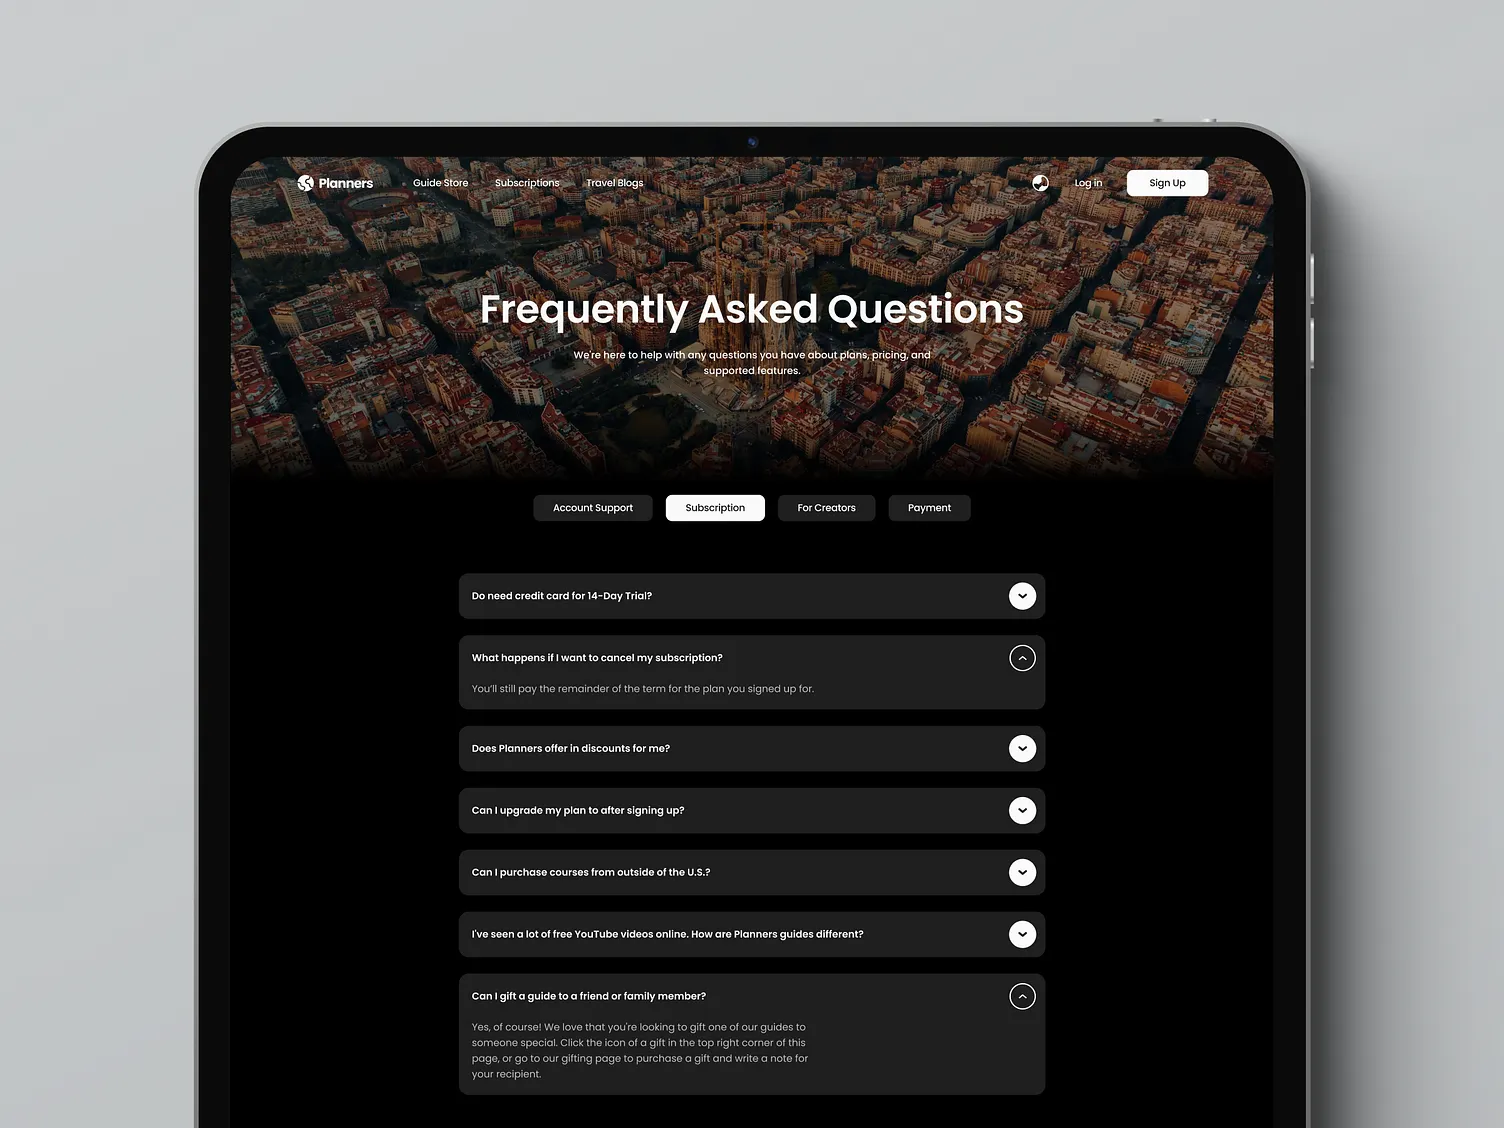 Planners
Guide Store
Subscriptions
Travel Blogs
Log in
Sign Up
Frequently Asked Questions
We're here to help with any questions you have about plans, pricing, and
supported features.
Account Support
Subscription
For Creators
Payment
Do need credit card for 14-Day Trial?
What happens if I want to cancel my subscription?
You'll still pay the remainder of the term for the plan you signed up for.
Does Planners offer in discounts for me?
Can I upgrade my plan to after signing up?
Can I purchase courses from outside of the U.S.?
I've seen a lot of free YouTube videos online. How are Planners guides different?
Can I gift a guide to a friend or family member?
Yes, of course! We love that you're looking to gift one of our guides to
someone special. Click the icon of a gift in the top right corner of this
page, or go to our gifting page to purchase a gift and write a note for
your recipient.